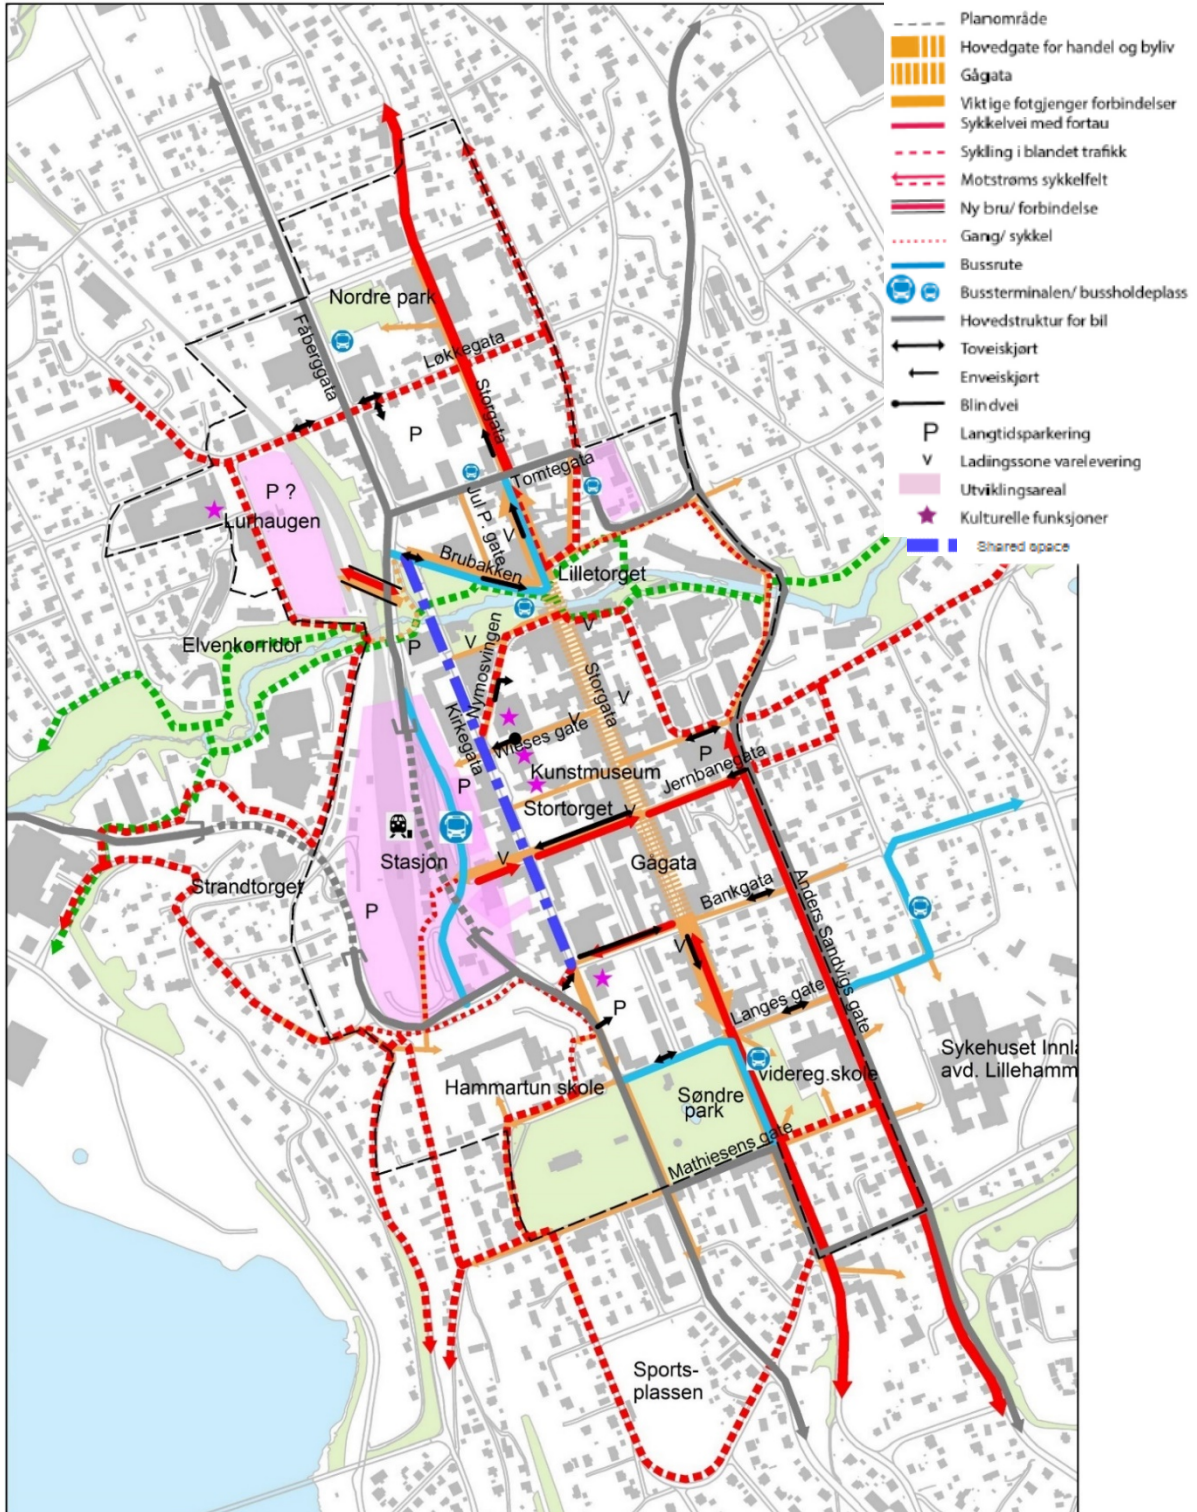 Planområde
Hovedgate for handel og byliv
Gågata
Viktige fotgjenger forbindelser
Sykkelvei med fortau
Sykling i blandet trafikk
Motstrøms sykkelfelt
Ny bru/ forbindelse
Gang/ sykkel
Bussrute
Bussterminalen/ bussholdeplass
Hovedstruktur for bil
Toveiskjørt
Enveiskjørt
Blindvei
P Langtidsparkering
V Ladingssone varelevering
Utviklingsareal
Kulturelle funksjoner
Shared space
Nordre park
Fåberggata
Løkkegata
Storgata
P
Tomtegata
P ?
Lurhaugen
Jul P. gate
V
Brubakken
Lilletorget
Elvenkorridor
P
V
V
Nymosvingen
Storgata
V
Kirkegata
V
Wieses gate
P
Jernbanegata
Kunstmuseum
P
Stortorget
V
Stasjon
V
Gågata
Strandtorget
Bankgata
P
Anders Sandvigs gate
V
P
Langes gate
Sykehuset Innla
avd. Lillehamm
Hammartun skole
videreg.skole
Søndre
park
Mathiesens gate
Sports-
plassen